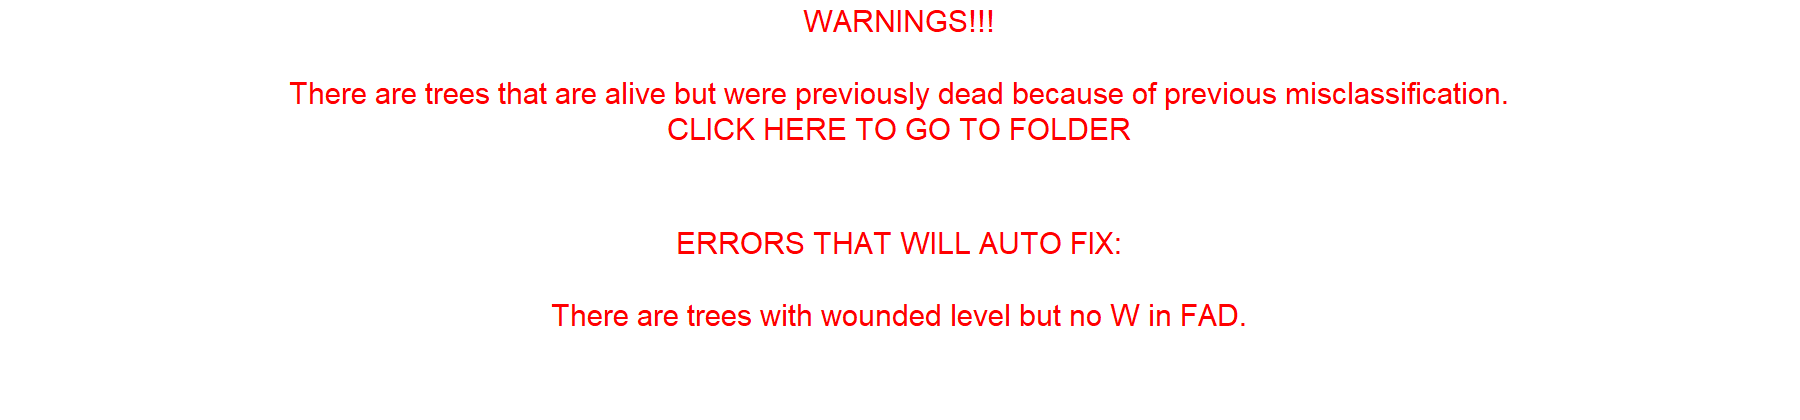 WARNINGS!!!
There are trees that are alive but were previously dead because of previous misclassification.
CLICK HERE TO GO TO FOLDER
ERRORS THAT WILL AUTO FIX:
There are trees with wounded level but no W in FAD.